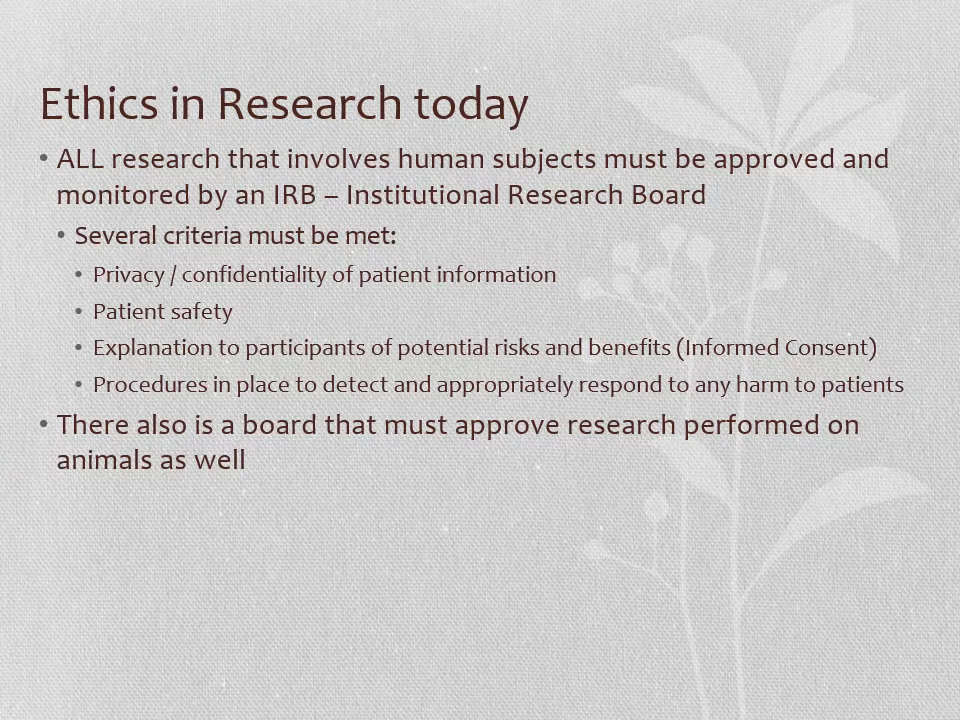 Ethics in Research today
• ALL research that involves human subjects must be approved and
monitored by an IRB – Institutional Research Board
• Several criteria must be met:
• Privacy / confidentiality of patient information
• Patient safety
• Explanation to participants of potential risks and benefits (Informed Consent)
• Procedures in place to detect and appropriately respond to any harm to patients
• There also is a board that must approve research performed on
animals as well